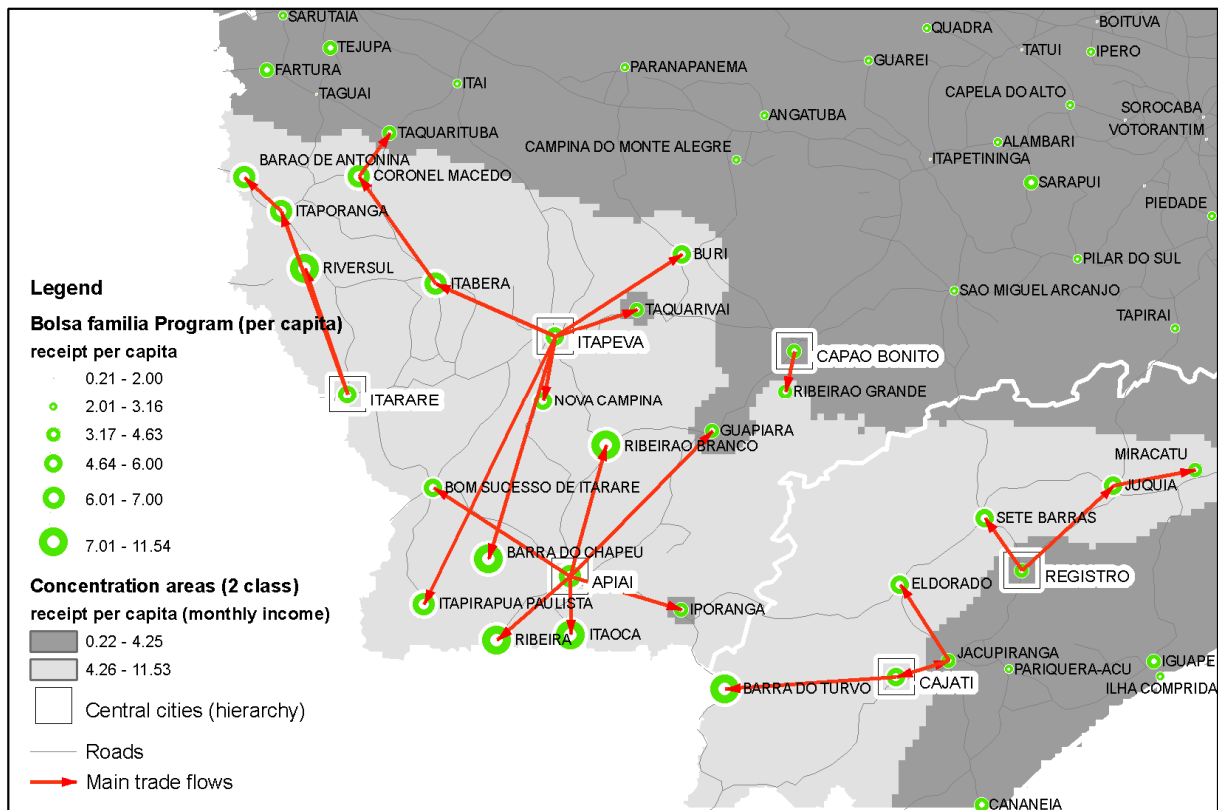 SARUTAIA
TEJUPA
FARTURA
TAGUAI
ITAI
PARANAPANEMA
QUADRA
BOITUVA
TATUI
IPERO
GUAREI
CAPELA DO ALTO
ANGATUBA
SOROCABA
VOTORANTIM
TAQUARITUBA
ALAMBARI
CAMPINA DO MONTE ALEGRE
ITAPETININGA
BARAO DE ANTONINA
CORONEL MACEDO
SARAPUI
PIEDADE
ITAPORANGA
BURI
PILAR DO SUL
RIVERSUL
ITABERA
SAO MIGUEL ARCANJO
TAQUARIVAI
TAPIRAI
ITAPEVA
CAPAO BONITO
RIBEIRAO GRANDE
ITARARE
NOVA CAMPINA
GUAPIARA
RIBEIRAO BRANCO
MIRACATU
BOM SUCESSO DE ITARARE
JUQUIA
SETE BARRAS
BARRA DO CHAPEU
APIAI
REGISTRO
ELDORADO
ITAPIRAPUA PAULISTA
IPORANGA
RIBEIRA
ITAOCA
JACUPIRANGA
PARIQUERA-ACU
IGUAPE
CAJATI
ILHA COMPRIDA
BARRA DO TURVO
CANANEIA
Legend
Bolsa familia Program (per capita)
receipt per capita
0.21 - 2.00
2.01 - 3.16
3.17 - 4.63
4.64 - 6.00
6.01 - 7.00
7.01 - 11.54
Concentration areas (2 class)
receipt per capita (monthly income)
0.22 - 4.25
4.26 - 11.53
Central cities (hierarchy)
Roads
Main trade flows